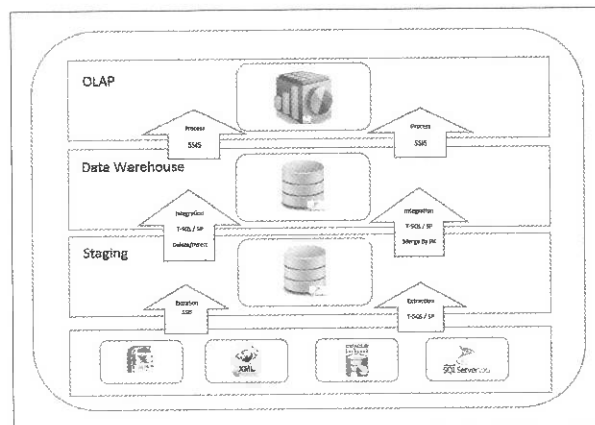 OLAP
Process
SSIS
Process
SSIS
Data Warehouse
Integration
T-SQL / SP
Delete/Insert
Integration
T-SQL / SP
Merge By PK
Staging
SSIS
Extraction
T-SQL / SP
XML
SQL Server